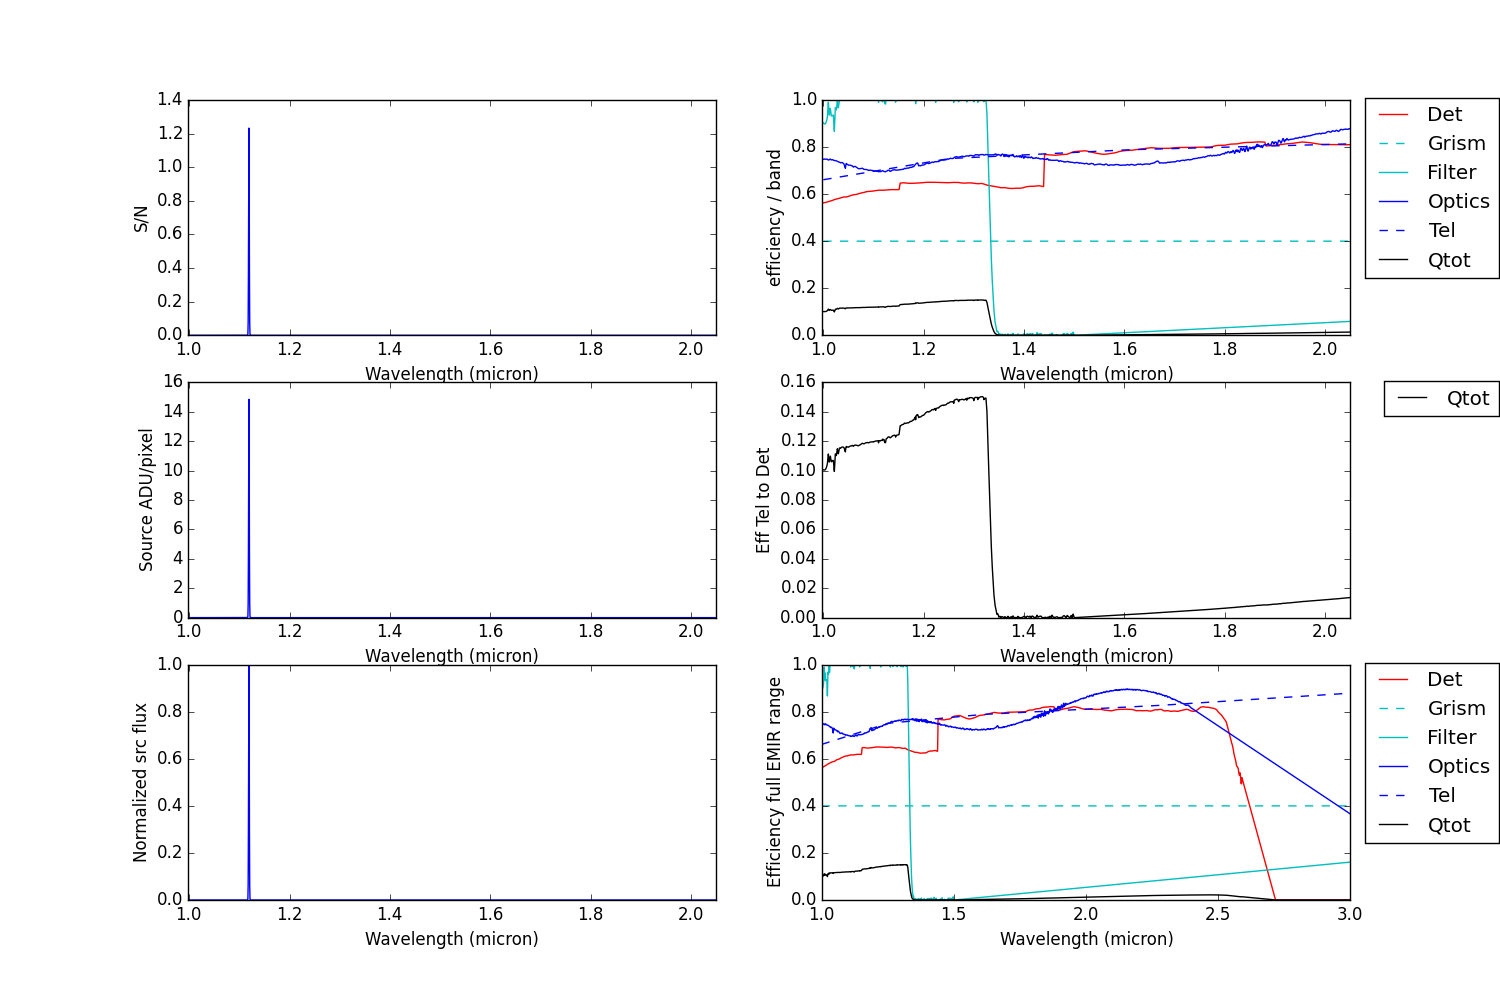 S/N
1.4
1.2
1.0
0.8
0.6
0.4
0.2
0.0
1.0 1.2 1.4 1.6 1.8 2.0
Wavelength (micron)
efficiency / band
1.0
0.8
0.6
0.4
0.2
0.0
1.0 1.2 1.4 1.6 1.8 2.0
Wavelength (micron)
Det
Grism
Filter
Optics
Tel
Qtot
Source ADU/pixel
16
14
12
10
8
6
4
2
0
1.0 1.2 1.4 1.6 1.8 2.0
Wavelength (micron)
Eff Tel to Det
0.16
0.14
0.12
0.10
0.08
0.06
0.04
0.02
0.00
1.0 1.2 1.4 1.6 1.8 2.0
Wavelength (micron)
Qtot
Normalized src flux
1.0
0.8
0.6
0.4
0.2
0.0
1.0 1.2 1.4 1.6 1.8 2.0
Wavelength (micron)
Efficiency full EMIR range
1.0
0.8
0.6
0.4
0.2
0.0
1.0 1.5 2.0 2.5 3.0
Wavelength (micron)
Det
Grism
Filter
Optics
Tel
Qtot